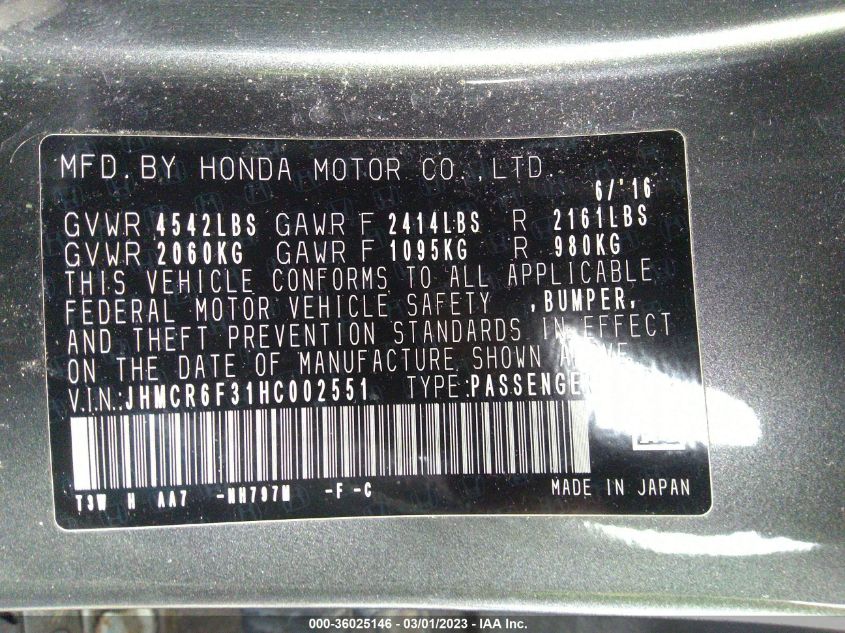 MFD. BY HONDA MOTOR CO., LTD.
6/'16
GVWR 4542LBS GAWR F 2414LBS R 2161LBS
GVWR 2060KG GAWR F 1095KG R 980KG
THIS VEHICLE CONFORMS TO ALL APPLICABLE
FEDERAL MOTOR VEHICLE SAFETY ,BUMPER,
AND THEFT PREVENTION STANDARDS IN EFFECT
ON THE DATE OF MANUFACTURE SHOWN ABOVE
V.I.N.:JHMCR6F31HC002551 TYPE:PASSENGE
T3W H AA7 -NH797M -F -C
MADE IN JAPAN
000-36025146 - 03/01/2023 - IAA Inc.